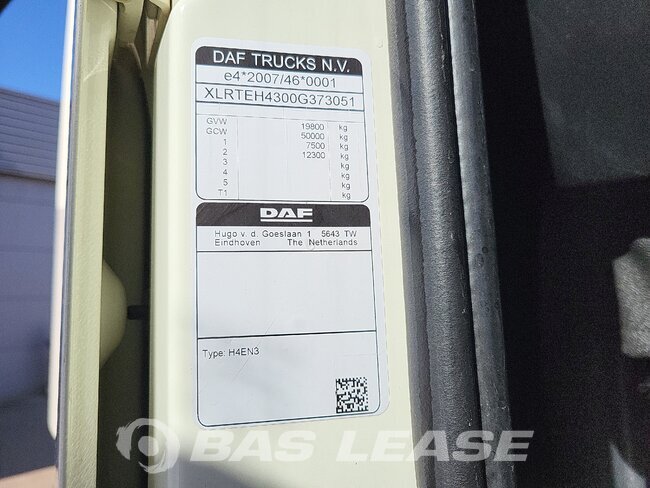 DAF TRUCKS N.V.
e4*2007/46*0001
XLRTEH4300G373051
GVW 19800 kg
GCW 50000 kg
1 7500 kg
2 12300 kg
3 kg
4 kg
5 kg
T1 kg
DAF
Hugo v. d. Goeslaan 1 5643 TW
Eindhoven The Netherlands
Type: H4EN3
BAS LEASE